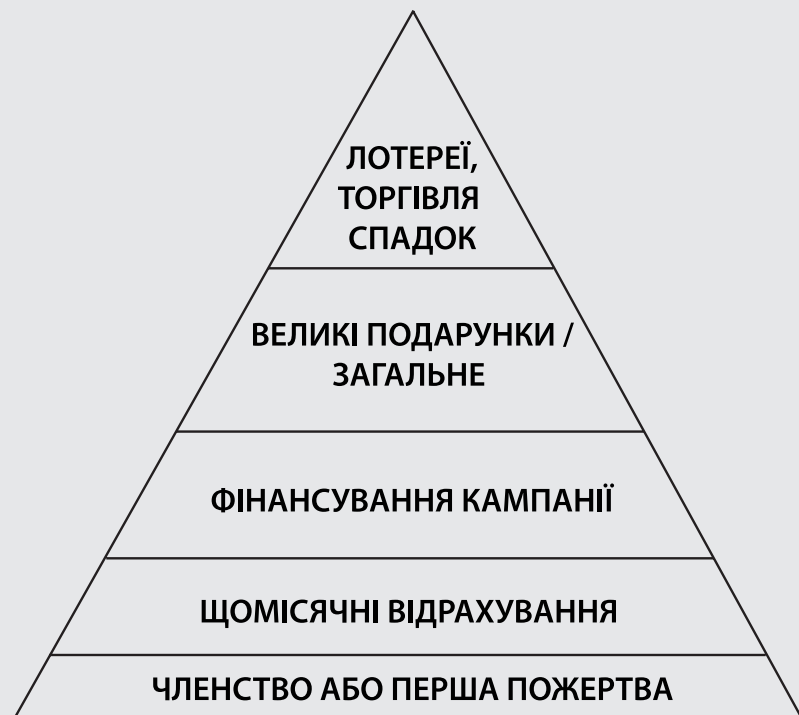 ЛОТЕРЕЇ,
ТОРГІВЛЯ
СПАДОК
ВЕЛИКІ ПОДАРУНКИ /
ЗАГАЛЬНЕ
ФІНАНСУВАННЯ КАМПАНІЇ
ЩОМІСЯЧНІ ВІДРАХУВАННЯ
ЧЛЕНСТВО АБО ПЕРША ПОЖЕРТВА